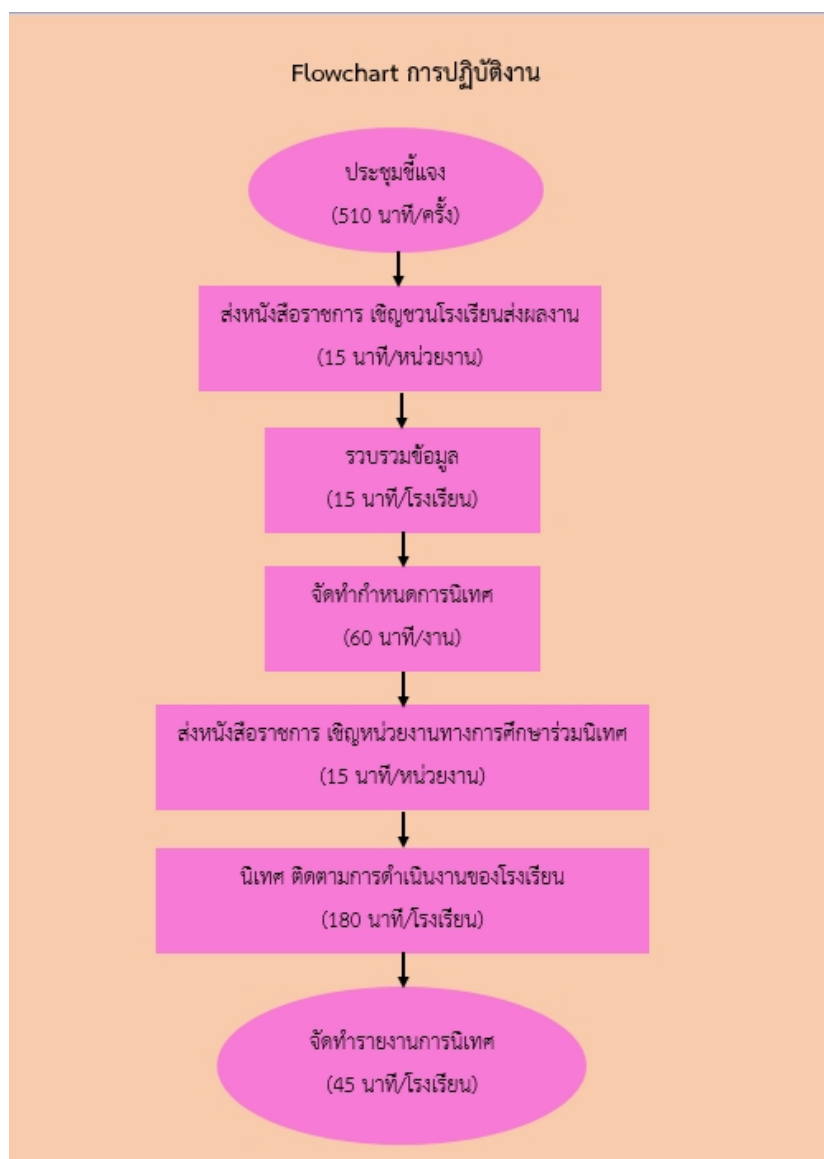 Flowchart การปฏิบัติงาน
ประชุมชี้แจง
(510 นาที/ครั้ง)
ส่งหนังสือราชการ เชิญชวนโรงเรียนส่งผลงาน
(15 นาที/หน่วยงาน)
รวบรวมข้อมูล
(15 นาที/โรงเรียน)
จัดทำกำหนดการนิเทศ
(60 นาที/งาน)
ส่งหนังสือราชการ เชิญหน่วยงานทางการศึกษาร่วมนิเทศ
(15 นาที/หน่วยงาน)
นิเทศ ติดตามการดำเนินงานของโรงเรียน
(180 นาที/โรงเรียน)
จัดทำรายงานการนิเทศ
(45 นาที/โรงเรียน)